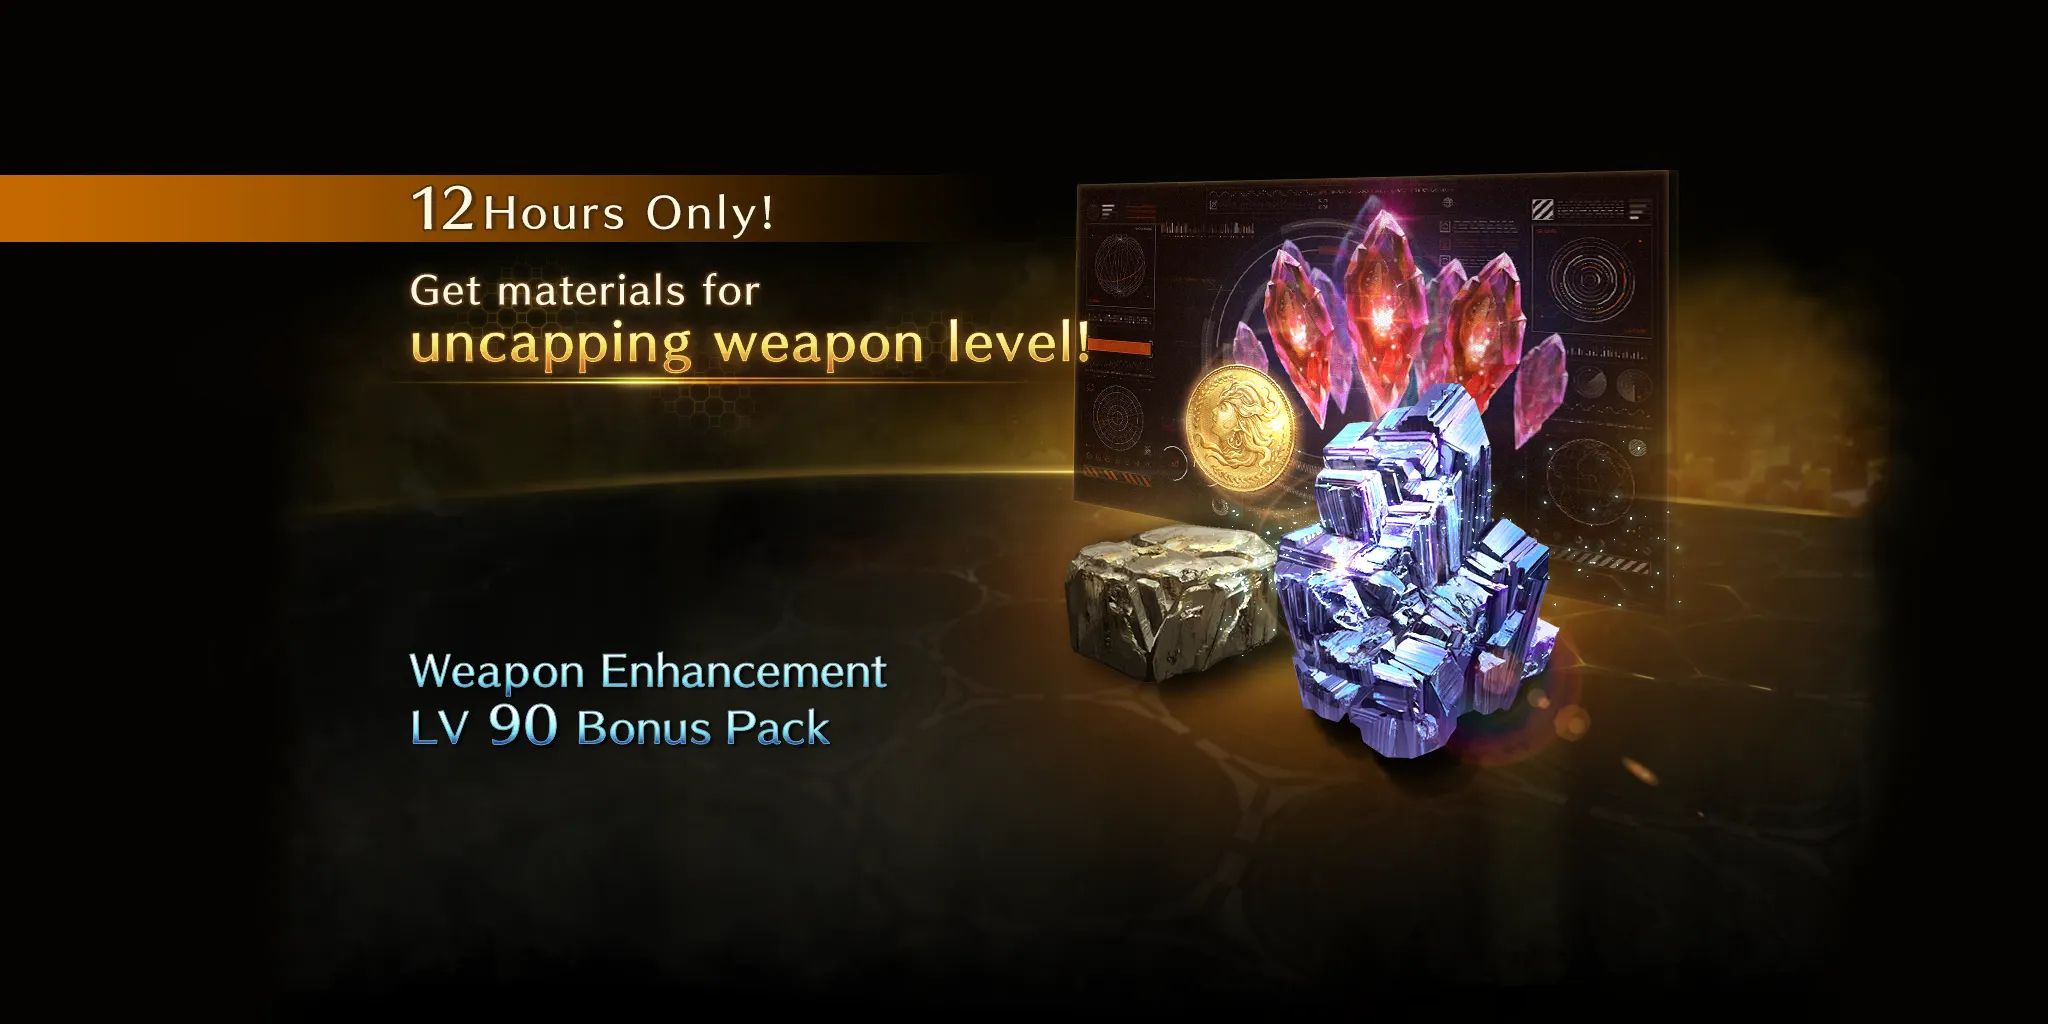 12 Hours Only!
Get materials for
uncapping weapon level!
Weapon Enhancement
LV 90 Bonus Pack